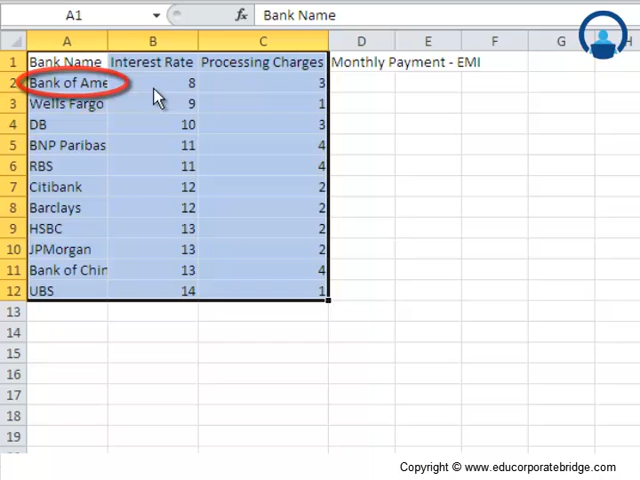 A1 fx Bank Name
A B C D E F G H
1 Bank Name Interest Rate Processing Charges Monthly Payment - EMI
2 Bank of Ame 8 3
3 Wells Fargo 9 1
4 DB 10 3
5 BNP Paribas 11 4
6 RBS 11 4
7 Citibank 12 2
8 Barclays 12 2
9 HSBC 13 2
10 JPMorgan 13 2
11 Bank of Chin 13 4
12 UBS 14 1
13
14
15
16
17
18
19
Copyright © www.educorporatebridge.com/